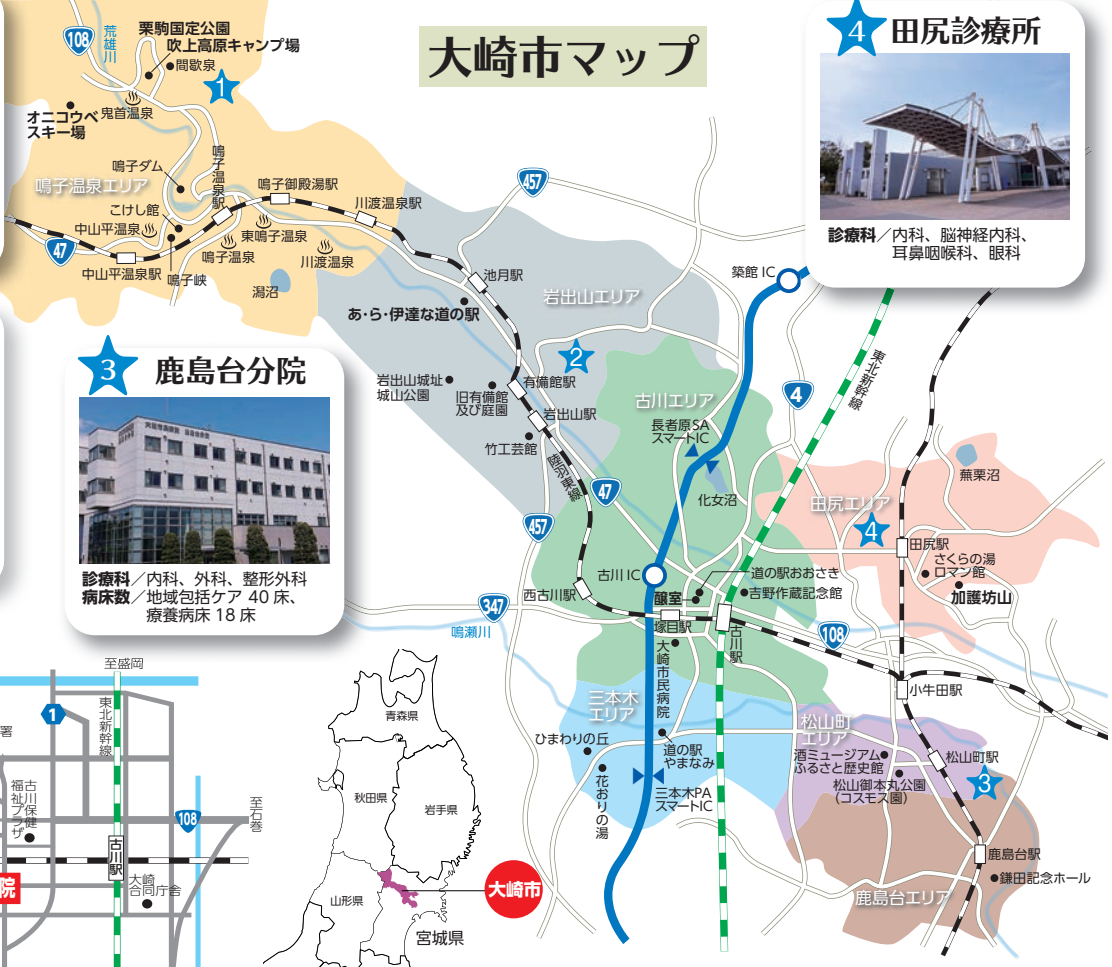 大崎市マップ
108
荒雄川
栗駒国定公園
吹上高原キャンプ場
間歇泉
1
鬼首温泉
オニコウベ
スキー場
鳴子ダム
鳴子温泉エリア
鳴子温泉駅
鳴子御殿湯駅
川渡温泉駅
こけし館
中山平温泉
47
中山平温泉駅
鳴子峡
鳴子温泉
東鳴子温泉
川渡温泉
潟沼
457
池月駅
あ・ら・伊達な道の駅
岩出山エリア
2
岩出山城址
城山公園
旧有備館
及び庭園
有備館駅
岩出山駅
竹工芸館
陸羽東線
47
457
築館 IC
4
東北新幹線
古川エリア
長者原SA
スマートIC
化女沼
古川 IC
西古川駅
347
鳴瀬川
醸室
道の駅おおさき
吉野作蔵記念館
塚目駅
古川駅
大崎市民病院
108
田尻エリア
4
蕪栗沼
田尻駅
さくらの湯
ロマン館
加護坊山
小牛田駅
三本木
エリア
ひまわりの丘
花おりの湯
道の駅
やまなみ
三本木PA
スマートIC
松山町
エリア
酒ミュージアム
ふるさと歴史館
松山御本丸公園
(コスモス園)
松山町駅
3
鹿島台駅
鎌田記念ホール
鹿島台エリア
4 田尻診療所
診療科/内科、脳神経内科、
耳鼻咽喉科、眼科
3 鹿島台分院
診療科/内科、外科、整形外科
病床数/地域包括ケア 40 床、
療養病床 18 床
至盛岡
東北新幹線
1
署
古川保健
福祉プラザ
108
至石巻
古川駅
大崎
合同庁舎
院
青森県
秋田県
岩手県
山形県
大崎市
宮城県